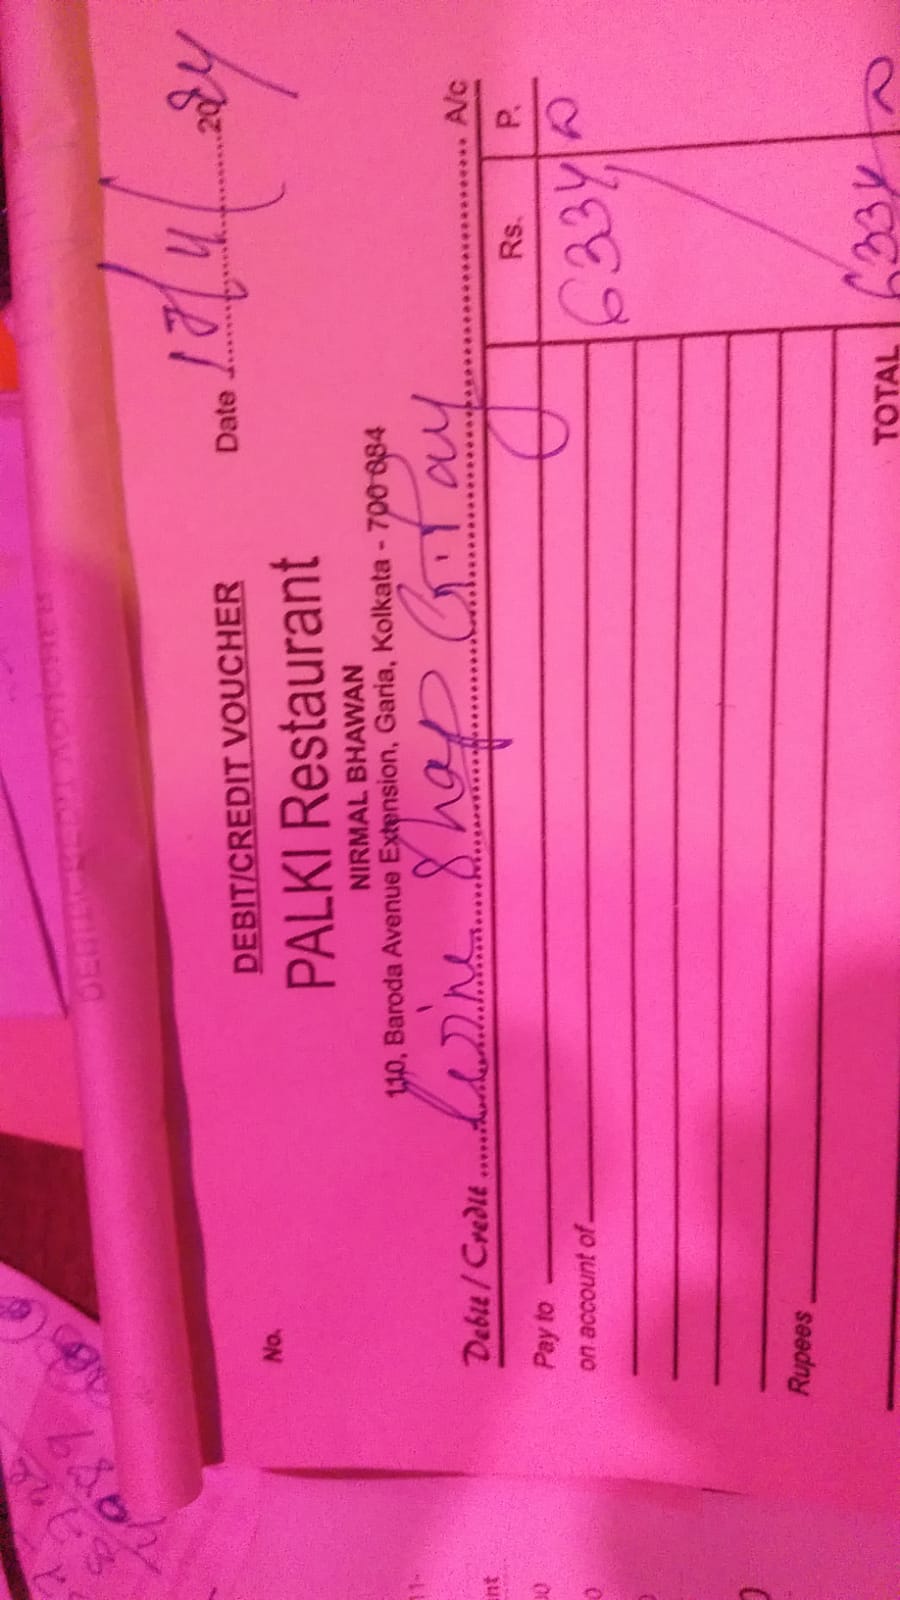 Date 17/4/2024
DEBIT/CREDIT VOUCHER
No.
PALKI Restaurant
NIRMAL BHAWAN
110, Baroda Avenue Extension, Garia, Kolkata - 700 084
Debit / Credit Wine Shop G. Pay A/c
Rs. P.
Pay to
6334
on account of
Rupees
TOTAL 6334